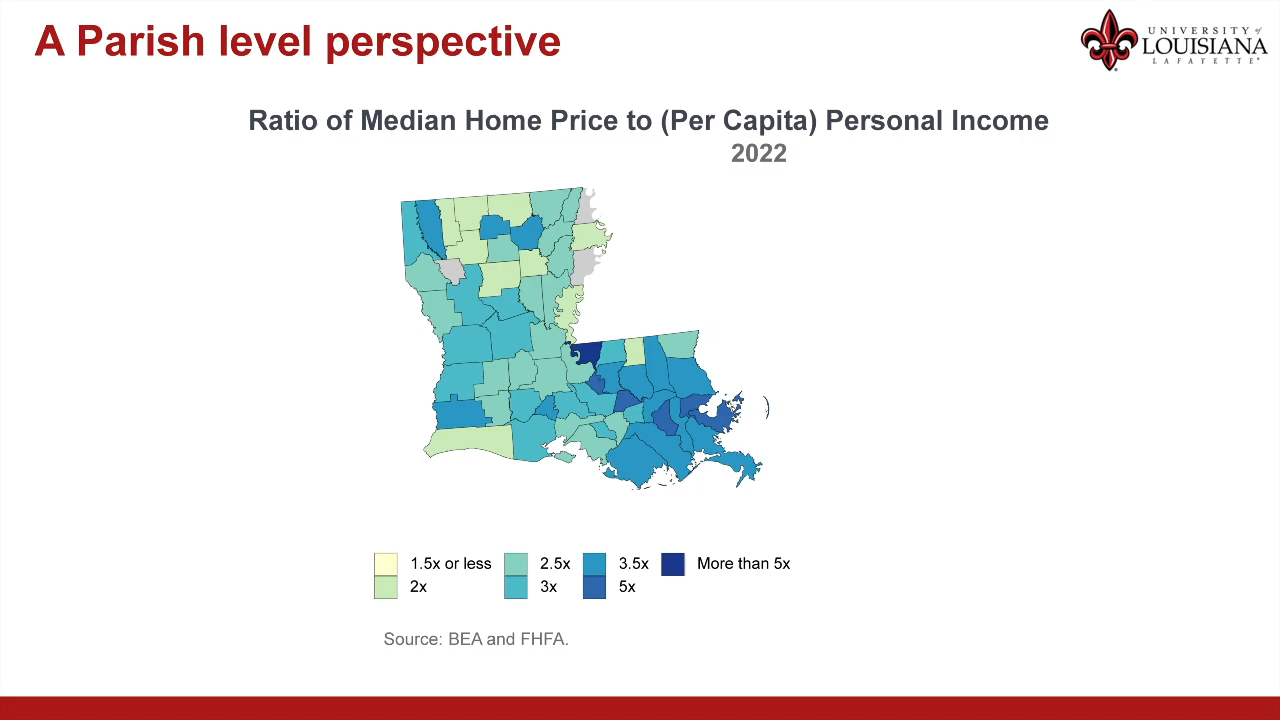 A Parish level perspective
UNIVERSITY of
LOUISIANA
LAFAYETTE
Ratio of Median Home Price to (Per Capita) Personal Income
2022
1.5x or less
2.5x
3.5x
More than 5x
2x
3x
5x
Source: BEA and FHFA.